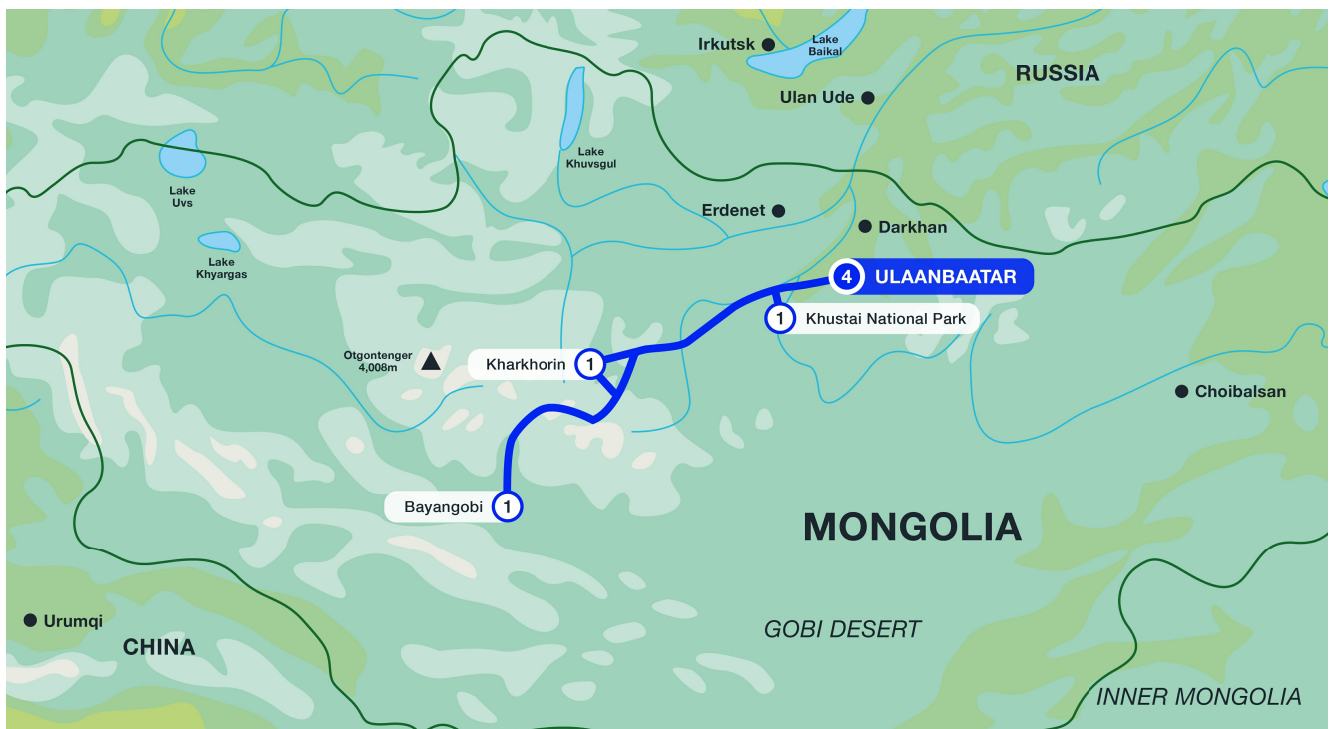 Irkutsk
Lake
Baikal
RUSSIA
Ulan Ude
Lake
Khuvsgul
Lake
Uvs
Erdenet
Darkhan
Lake
Khyargas
4 ULAANBAATAR
1 Khustai National Park
Otgontenger
4,008m
Kharkhorin 1
Choibalsan
Bayangobi 1
MONGOLIA
Urumqi
GOBI DESERT
CHINA
INNER MONGOLIA